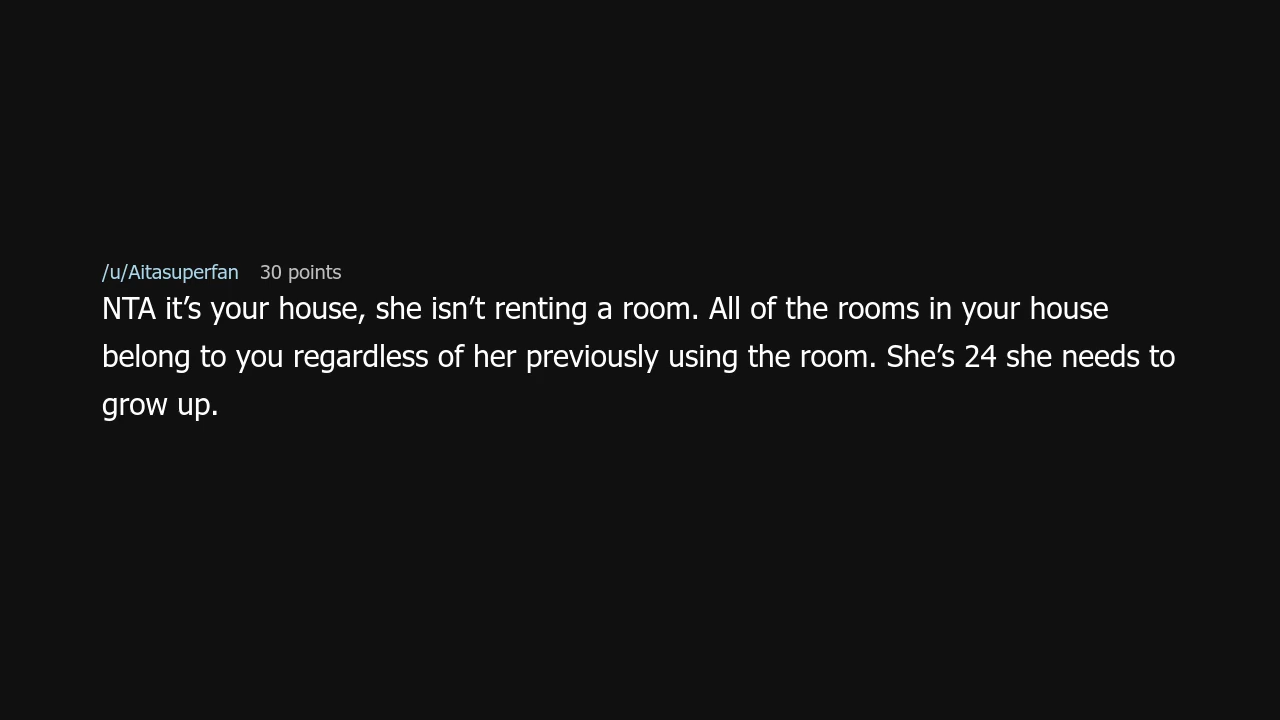 /u/Aitasuperfan 30 points
NTA it’s your house, she isn’t renting a room. All of the rooms in your house
belong to you regardless of her previously using the room. She’s 24 she needs to
grow up.